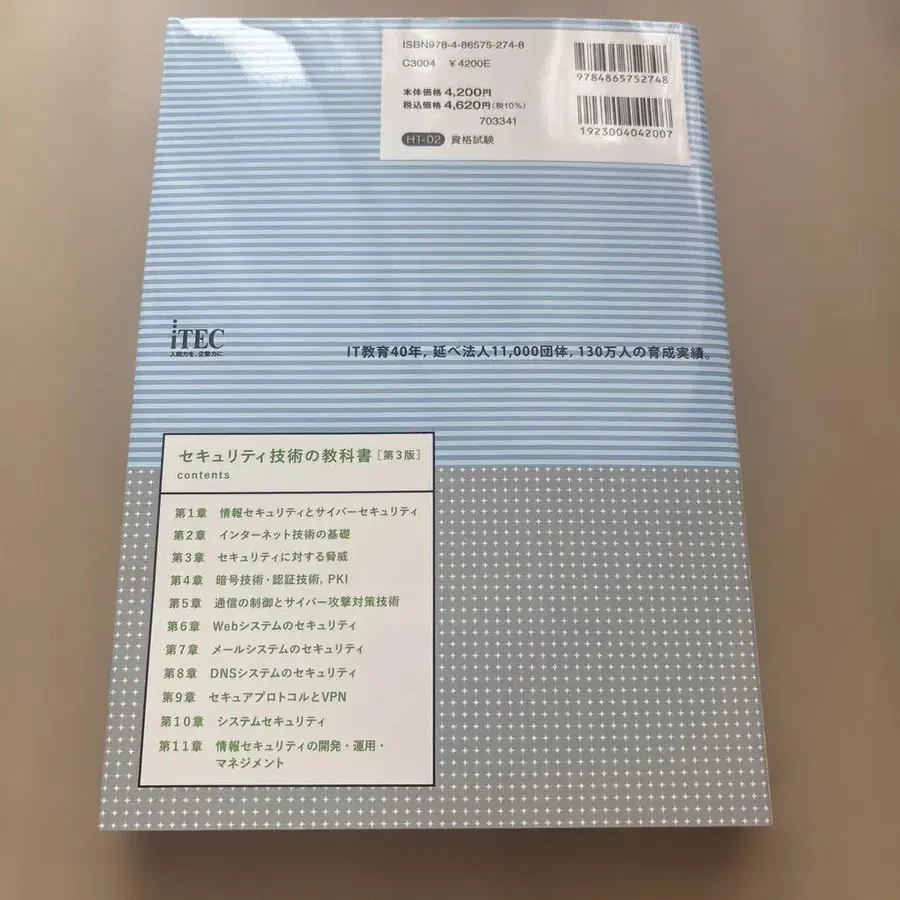 ISBN978-4-86575-274-8
C3004 ¥4200E
本体価格 4,200円
税込価格 4,620円(税10%)
703341
H1-02 資格試験
9784865752748
1923004042007
iTEC
人間力を、企業力に
IT教育40年, 延べ法人11,000団体, 130万人の育成実績。
セキュリティ技術の教科書[第3版]
contents
第1章 情報セキュリティとサイバーセキュリティ
第2章 インターネット技術の基礎
第3章 セキュリティに対する脅威
第4章 暗号技術・認証技術, PKI
第5章 通信の制御とサイバー攻撃対策技術
第6章 Webシステムのセキュリティ
第7章 メールシステムのセキュリティ
第8章 DNSシステムのセキュリティ
第9章 セキュアプロトコルとVPN
第10章 システムセキュリティ
第11章 情報セキュリティの開発・運用・
マネジメント